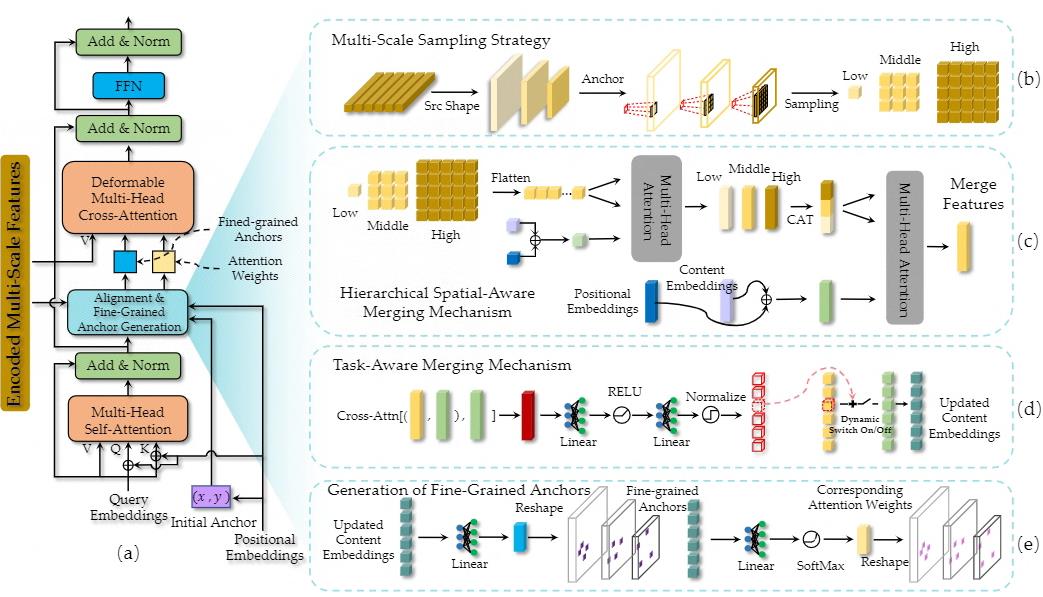 Encoded Multi-Scale Features
Add & Norm
FFN
Add & Norm
Deformable
Multi-Head
Cross-Attention
V
Fined-grained
Anchors
Attention
Weights
Alignment &
Fine-Grained
Anchor Generation
Add & Norm
Multi-Head
Self-Attention
V Q K
Query
Embeddings
(x, y)
Initial Anchor
Positional
Embeddings
(a)
Multi-Scale Sampling Strategy
Src Shape
Anchor
Sampling
Low
Middle
High
(b)
Low
Middle
High
Flatten
Multi-Head
Attention
Low
Middle
High
CAT
Multi-Head Attention
Merge
Features
Hierarchical Spatial-Aware
Merging Mechanism
Positional
Embeddings
Content
Embeddings
(c)
Task-Aware Merging Mechanism
Cross-Attn[( , ), ]
Linear
RELU
Linear
Normalize
Dynamic
Switch On/Off
Updated
Content
Embeddings
(d)
Generation of Fine-Grained Anchors
Updated
Content
Embeddings
Linear
Reshape
Fine-grained
Anchors
Linear
SoftMax
Corresponding
Attention Weights
Reshape
(e)